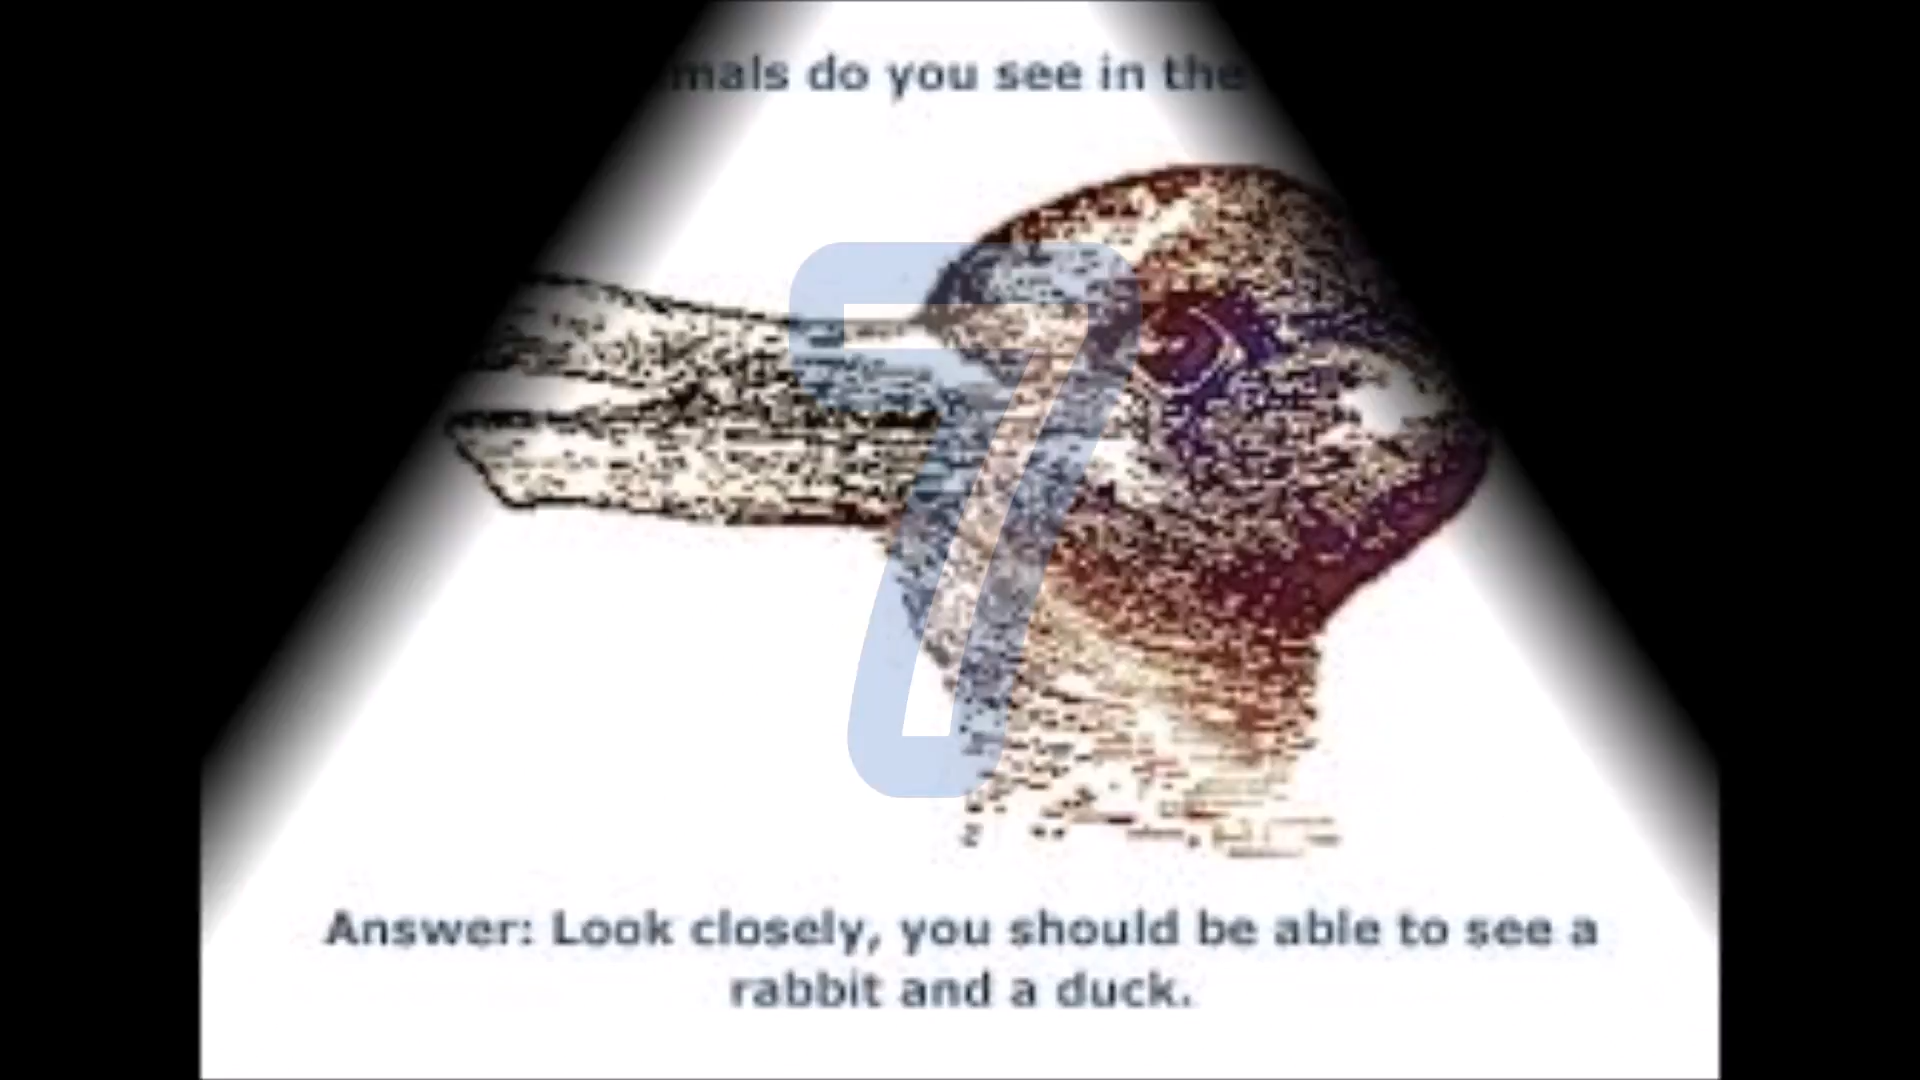 mals do you see in the
7
Answer: Look closely, you should be able to see a
rabbit and a duck.